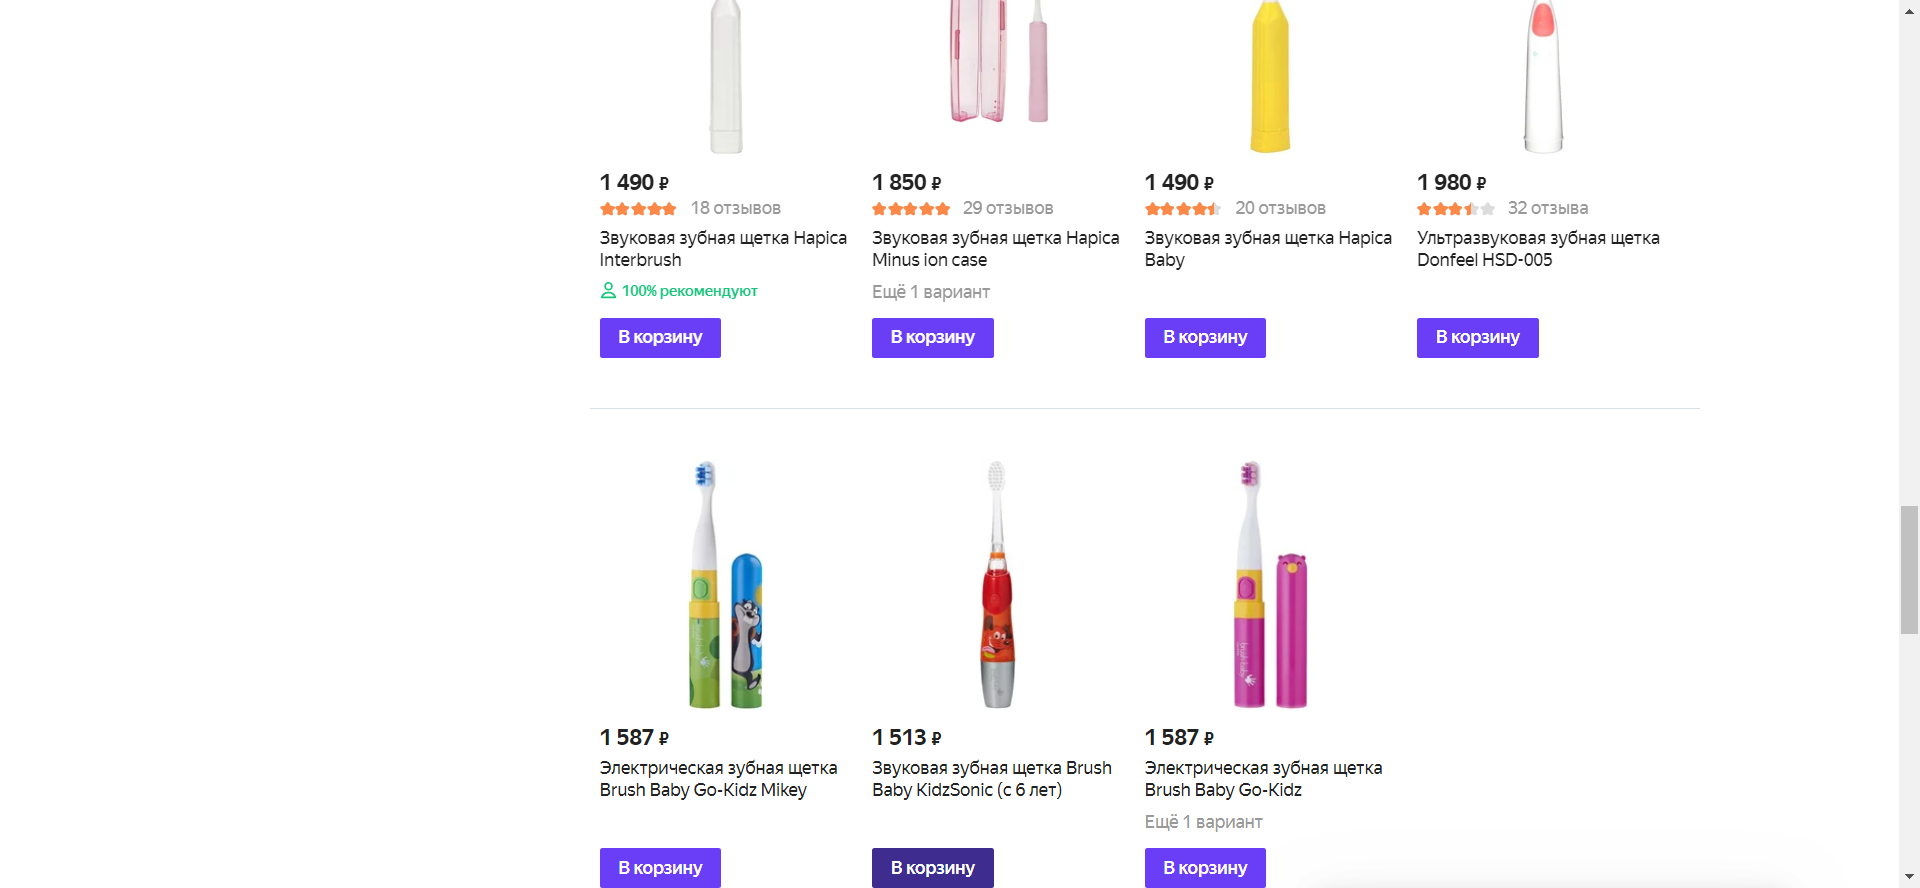 1 490 ₽
18 отзывов
Звуковая зубная щетка Hapica
Interbrush
100% рекомендуют
В корзину
1 850 ₽
29 отзывов
Звуковая зубная щетка Hapica
Minus ion case
Ещё 1 вариант
В корзину
1 490 ₽
20 отзывов
Звуковая зубная щетка Hapica
Baby
В корзину
1 980 ₽
32 отзыва
Ультразвуковая зубная щетка
Donfeel HSD-005
В корзину
1 587 ₽
Электрическая зубная щетка
Brush Baby Go-Kidz Mikey
В корзину
1 513 ₽
Звуковая зубная щетка Brush
Baby KidzSonic (с 6 лет)
В корзину
brush-baby
1 587 ₽
Электрическая зубная щетка
Brush Baby Go-Kidz
Ещё 1 вариант
В корзину